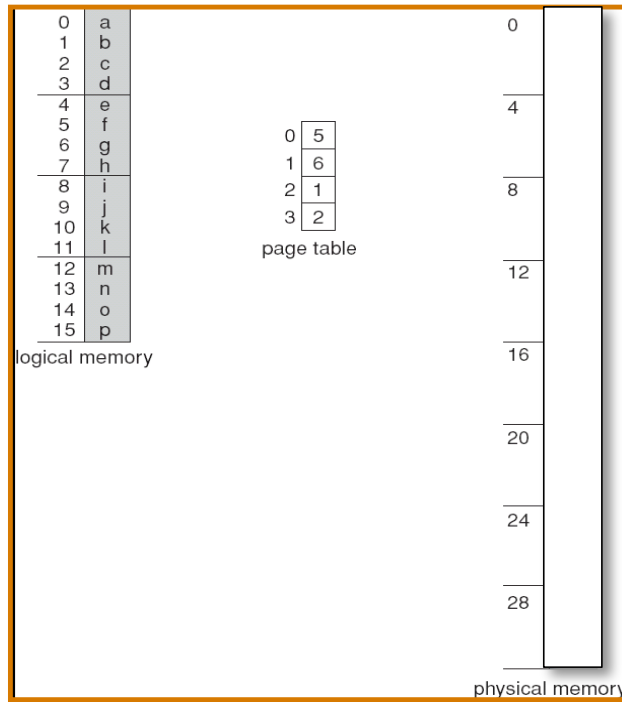 0 a
1 b
2 c
3 d
4 e
5 f
6 g
7 h
8 i
9 j
10 k
11 l
12 m
13 n
14 o
15 p
logical memory
0 5
1 6
2 1
3 2
page table
0
4
8
12
16
20
24
28
physical memory